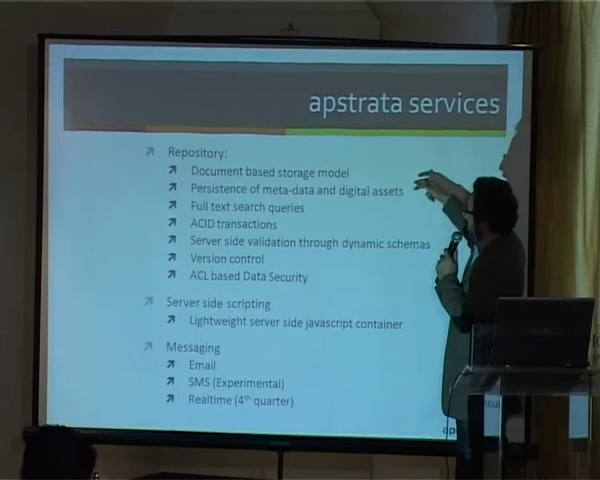 apstrata services
Repository:
Document based storage model
Persistence of meta-data and digital assets
Full text search queries
ACID transactions
Server side validation through dynamic schemas
Version control
ACL based Data Security
Server side scripting
Lightweight server side javascript container
Messaging
Email
SMS (Experimental)
Realtime (4th quarter)